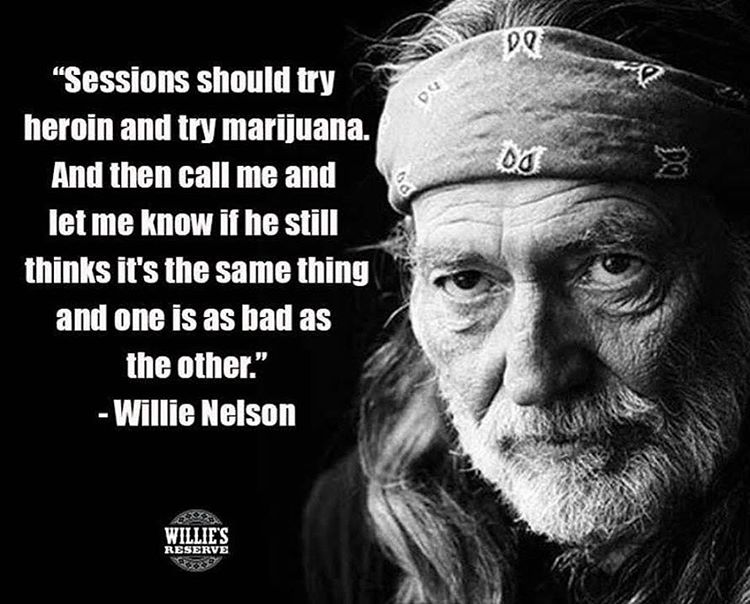 “Sessions should try
heroin and try marijuana.
And then call me and
let me know if he still
thinks it's the same thing
and one is as bad as
the other.”
- Willie Nelson
WILLIE'S
RESERVE